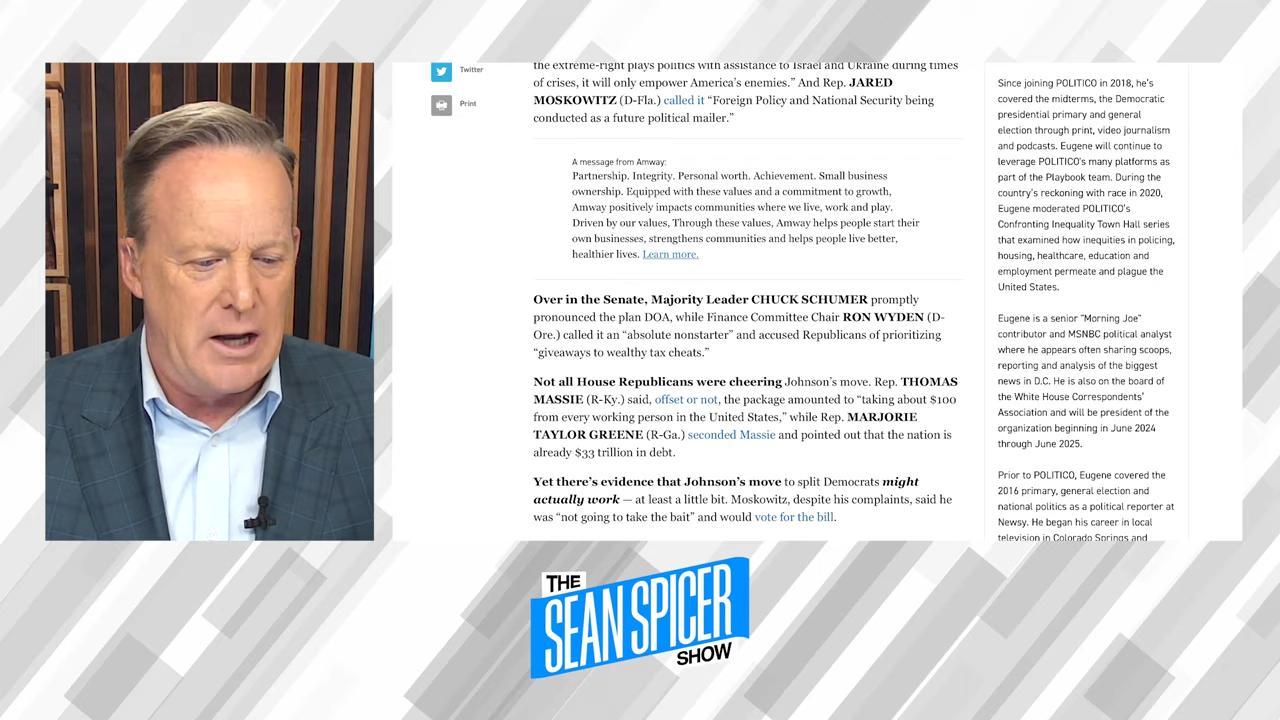 Twitter
Print
the extreme-right plays politics with assistance to Israel and Ukraine during times
of crises, it will only empower America's enemies.” And Rep. JARED
MOSKOWITZ (D-Fla.) called it “Foreign Policy and National Security being
conducted as a future political mailer.”
A message from Amway:
Partnership. Integrity. Personal worth. Achievement. Small business
ownership. Equipped with these values and a commitment to growth,
Amway positively impacts communities where we live, work and play.
Driven by our values, Through these values, Amway helps people start their
own businesses, strengthens communities and helps people live better,
healthier lives. Learn more.
Over in the Senate, Majority Leader CHUCK SCHUMER promptly
pronounced the plan DOA, while Finance Committee Chair RON WYDEN (D-
Ore.) called it an “absolute nonstarter” and accused Republicans of prioritizing
“giveaways to wealthy tax cheats.”
Not all House Republicans were cheering Johnson's move. Rep. THOMAS
MASSIE (R-Ky.) said, offset or not, the package amounted to “taking about $100
from every working person in the United States,” while Rep. MARJORIE
TAYLOR GREENE (R-Ga.) seconded Massie and pointed out that the nation is
already $33 trillion in debt.
Yet there's evidence that Johnson's move to split Democrats might
actually work — at least a little bit. Moskowitz, despite his complaints, said he
was “not going to take the bait” and would vote for the bill.
Since joining POLITICO in 2018, he's
covered the midterms, the Democratic
presidential primary and general
election through print, video journalism
and podcasts. Eugene will continue to
leverage POLITICO's many platforms as
part of the Playbook team. During the
country's reckoning with race in 2020,
Eugene moderated POLITICO's
Confronting Inequality Town Hall series
that examined how inequities in policing,
housing, healthcare, education and
employment permeate and plague the
United States.
Eugene is a senior "Morning Joe"
contributor and MSNBC political analyst
where he appears often sharing scoops,
reporting and analysis of the biggest
news in D.C. He is also on the board of
the White House Correspondents'
Association and will be president of the
organization beginning in June 2024
through June 2025.
Prior to POLITICO, Eugene covered the
2016 primary, general election and
national politics as a political reporter at
Newsy. He began his career in local
television in Colorado Springs and
THE
SEAN SPICER
SHOW